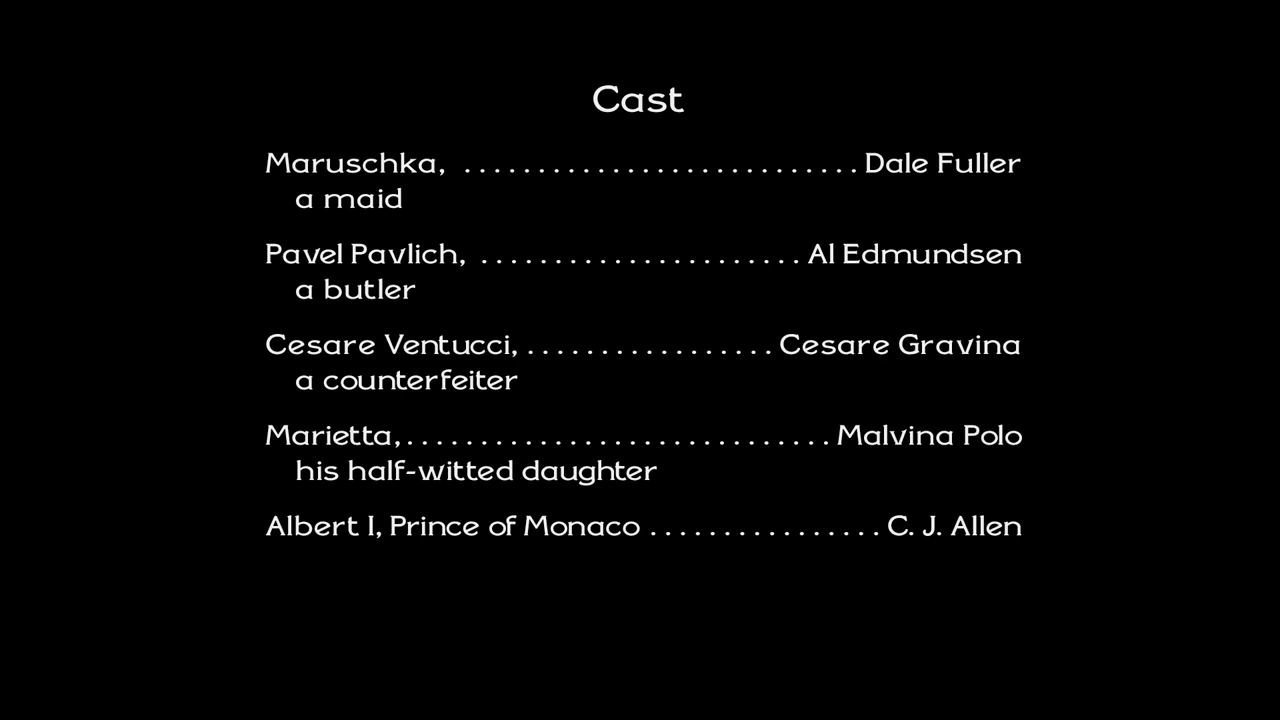 Cast
Maruschka, ........................... Dale Fuller
a maid
Pavel Pavlich, ...................... Al Edmundsen
a butler
Cesare Ventucci, ................. Cesare Gravina
a counterfeiter
Marietta, ............................. Malvina Polo
his half-witted daughter
Albert I, Prince of Monaco ................ C. J. Allen